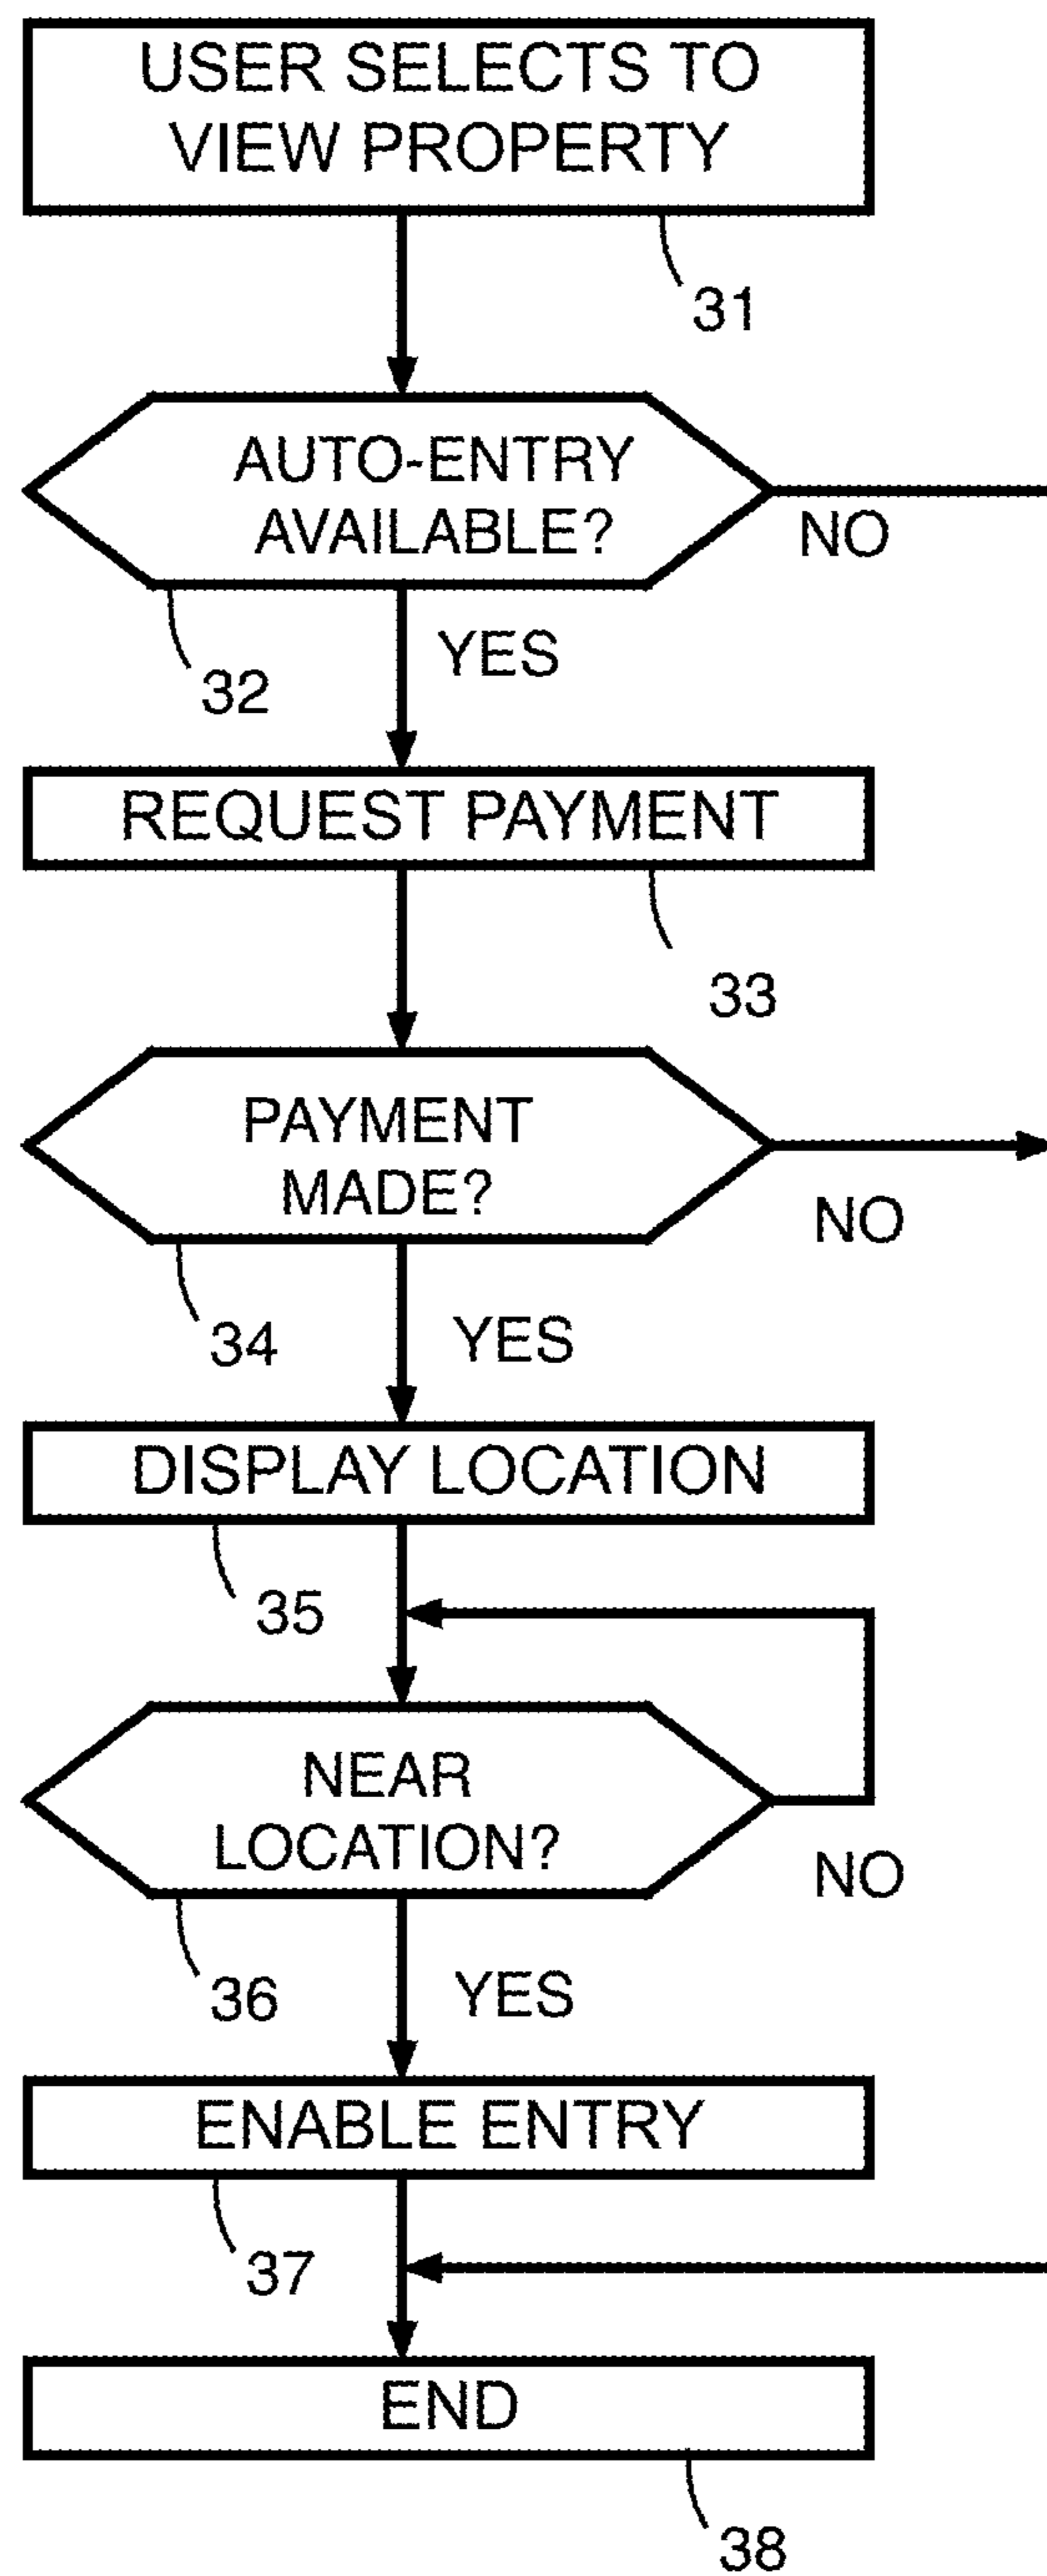 USER SELECTS TO
VIEW PROPERTY
31
AUTO-ENTRY
AVAILABLE?
NO
YES
32
REQUEST PAYMENT
33
PAYMENT
MADE?
NO
YES
34
DISPLAY LOCATION
35
NEAR
LOCATION?
NO
YES
36
ENABLE ENTRY
37
END
38